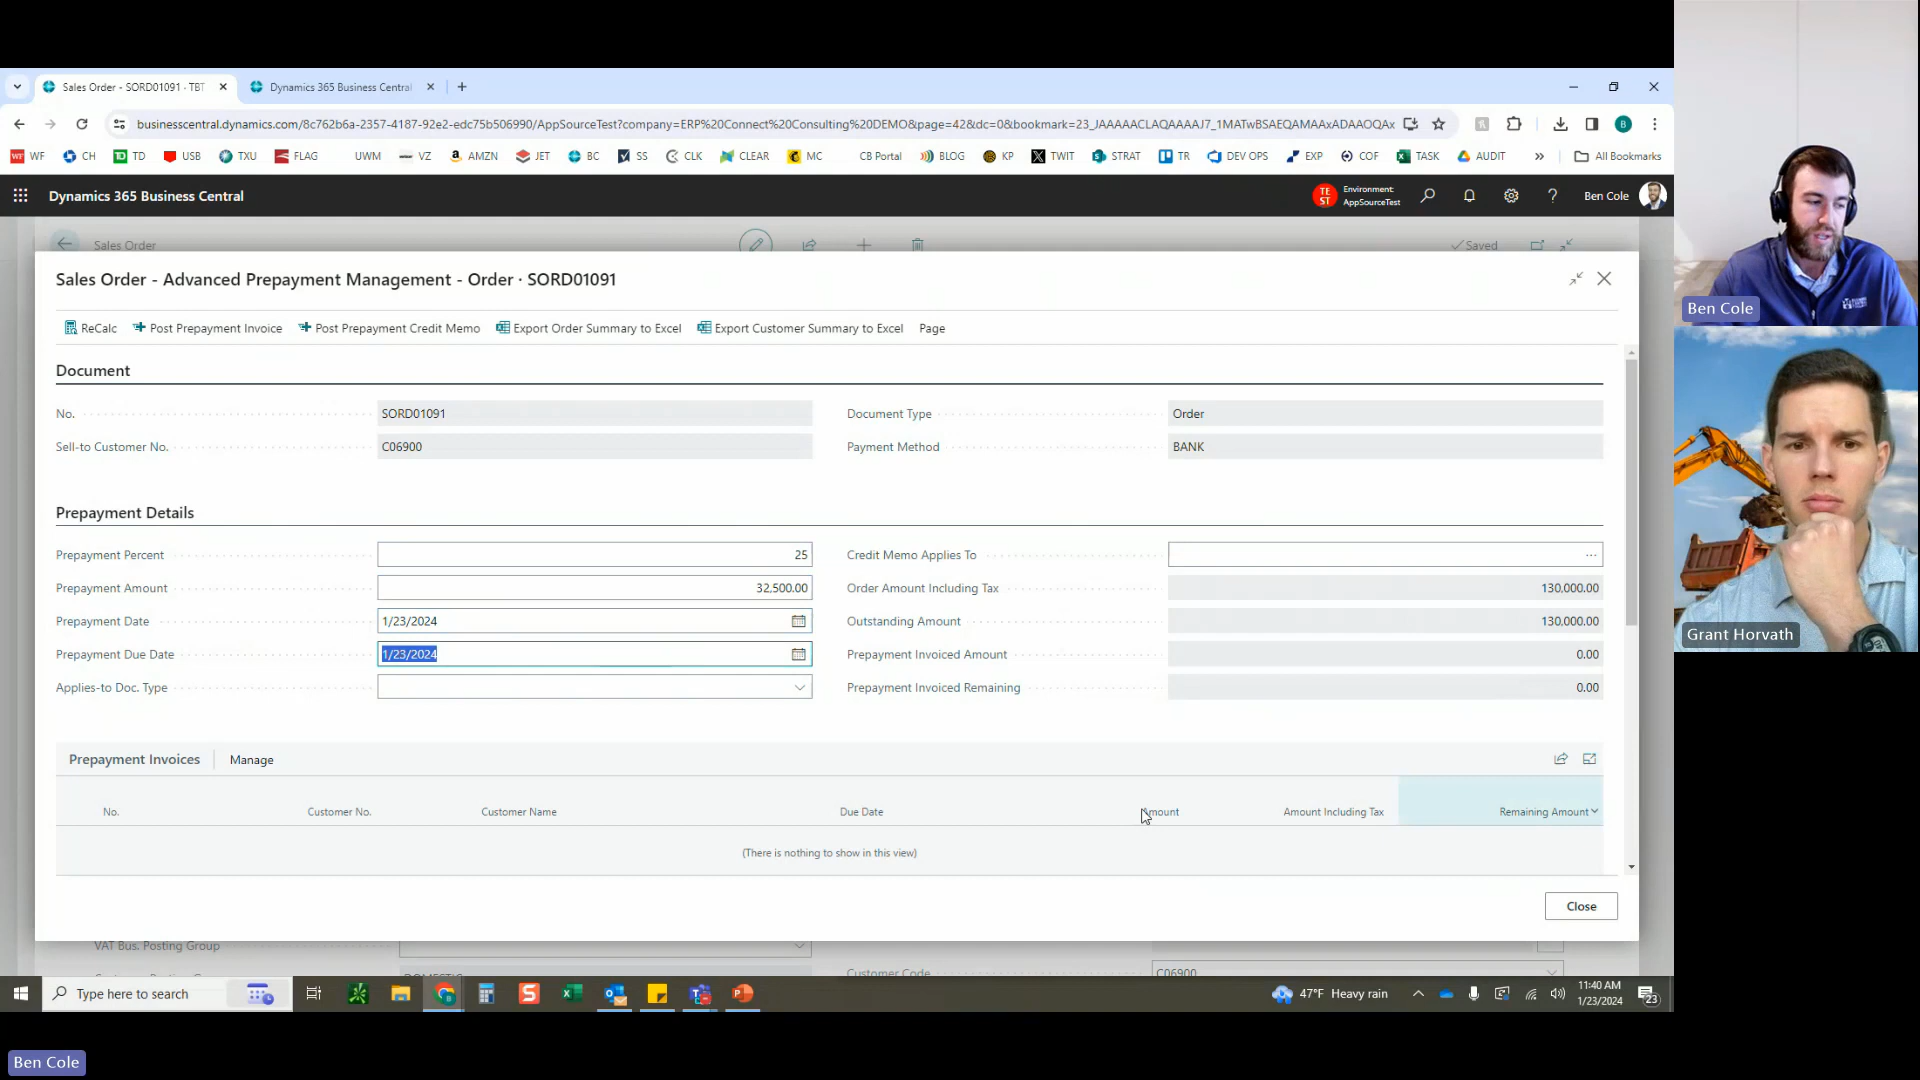 Sales Order - SORD01091 - TBT
Dynamics 365 Business Central
businesscentral.dynamics.com/8c762b6a-2357-4187-92e2-edc75b506990/AppSourceTest?company=ERP%20Connect%20Consulting%20DEMO&page=42&dc=0&bookmark=23_JAAAAACLAQAAAAJ7_1MATwBSAEQAMAAxADAAOQAx
WF CH TD USB TXU FLAG UWM VZ AMZN JET BC SS CLK CLEAR MC CB Portal BLOG KP TWIT STRAT TR DEV OPS EXP COF TASK AUDIT » All Bookmarks
Dynamics 365 Business Central
TE ST
Environment:
AppSourceTest
Ben Cole
Sales Order
Saved
Sales Order - Advanced Prepayment Management - Order · SORD01091
ReCalc Post Prepayment Invoice Post Prepayment Credit Memo Export Order Summary to Excel Export Customer Summary to Excel Page
Document
No. SORD01091 Document Type Order
Sell-to Customer No. C06900 Payment Method BANK
Prepayment Details
Prepayment Percent 25 Credit Memo Applies To ...
Prepayment Amount 32,500.00 Order Amount Including Tax 130,000.00
Prepayment Date 1/23/2024 Outstanding Amount 130,000.00
Prepayment Due Date 1/23/2024 Prepayment Invoiced Amount 0.00
Applies-to Doc. Type Prepayment Invoiced Remaining 0.00
Prepayment Invoices Manage
No. Customer No. Customer Name Due Date Amount Amount Including Tax Remaining Amount
(There is nothing to show in this view)
Close
VAT Bus. Posting Group
Customer Code C06900
Type here to search
47°F Heavy rain
11:40 AM
1/23/2024
23
Ben Cole
Grant Horvath
Ben Cole